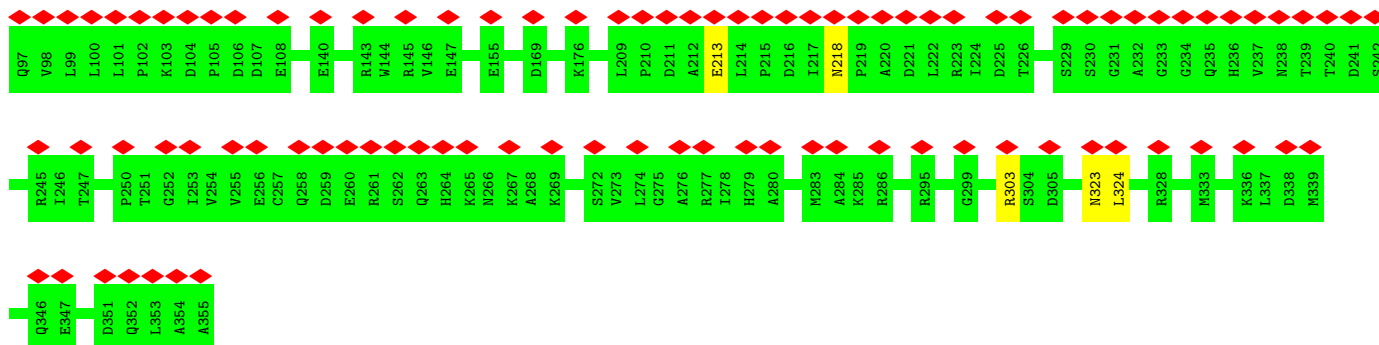 Q97 V98 L99 L100 L101 P102 K103 D104 P105 D106 D107 E108 E140 R143 W144 R145 V146 E147 E155 D169 K176 L209 P210 D211 A212 E213 L214 P215 D216 I217 N218 P219 A220 D221 L222 R223 I224 D225 T226 S229 S230 G231 A232 G233 G234 Q235 H236 V237 N238 T239 T240 D241 S242
R245 I246 T247 P250 T251 G252 I253 V254 V255 E256 C257 Q258 D259 E260 R261 S262 Q263 H264 K265 N266 K267 A268 K269 S272 V273 L274 G275 A276 R277 I278 H279 A280 M283 A284 K285 R286 R295 G299 R303 S304 D305 N323 L324 R328 M333 K336 L337 D338 M339
Q346 E347 D351 Q352 L353 A354 A355